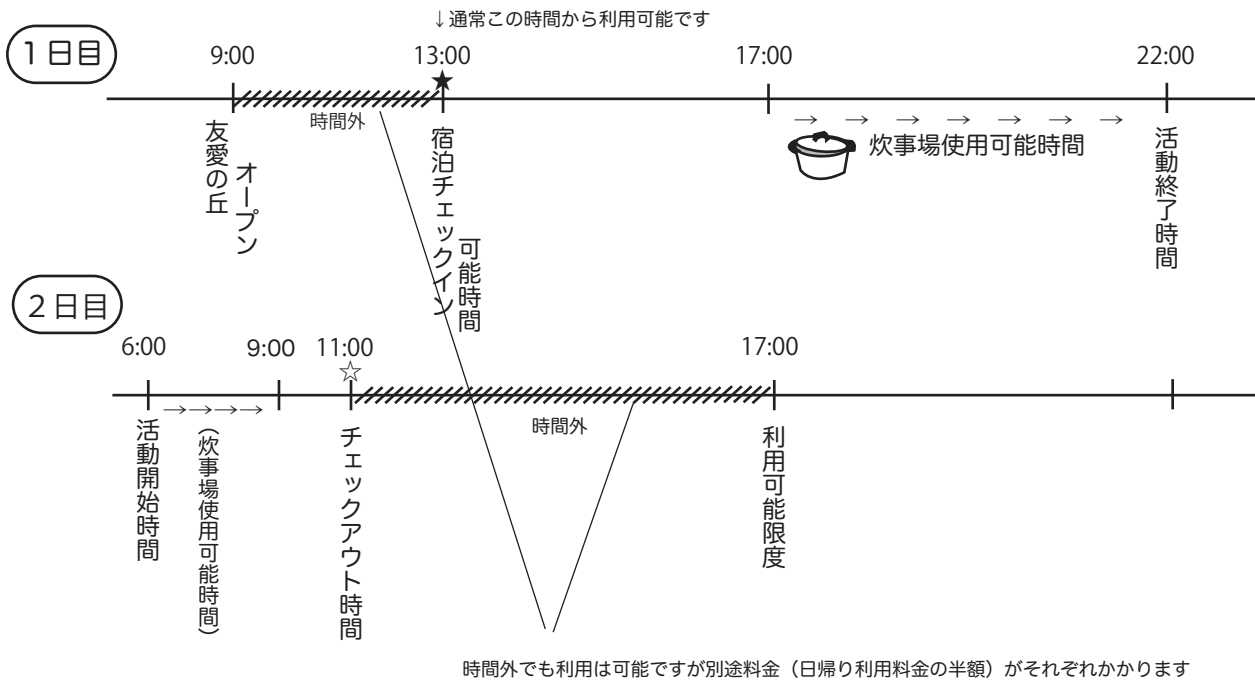 ↓通常この時間から利用可能です
1日目
9:00
13:00
17:00
22:00
★
時間外
友愛の丘
オープン
宿泊チェックイン
可能時間
→ → → → → → →
炊事場使用可能時間
活動終了時間
2日目
6:00
9:00
11:00
17:00
☆
→→→→
時間外
活動開始時間
（炊事場使用可能時間）
チェックアウト時間
利用可能限度
時間外でも利用は可能ですが別途料金（日帰り利用料金の半額）がそれぞれかかります